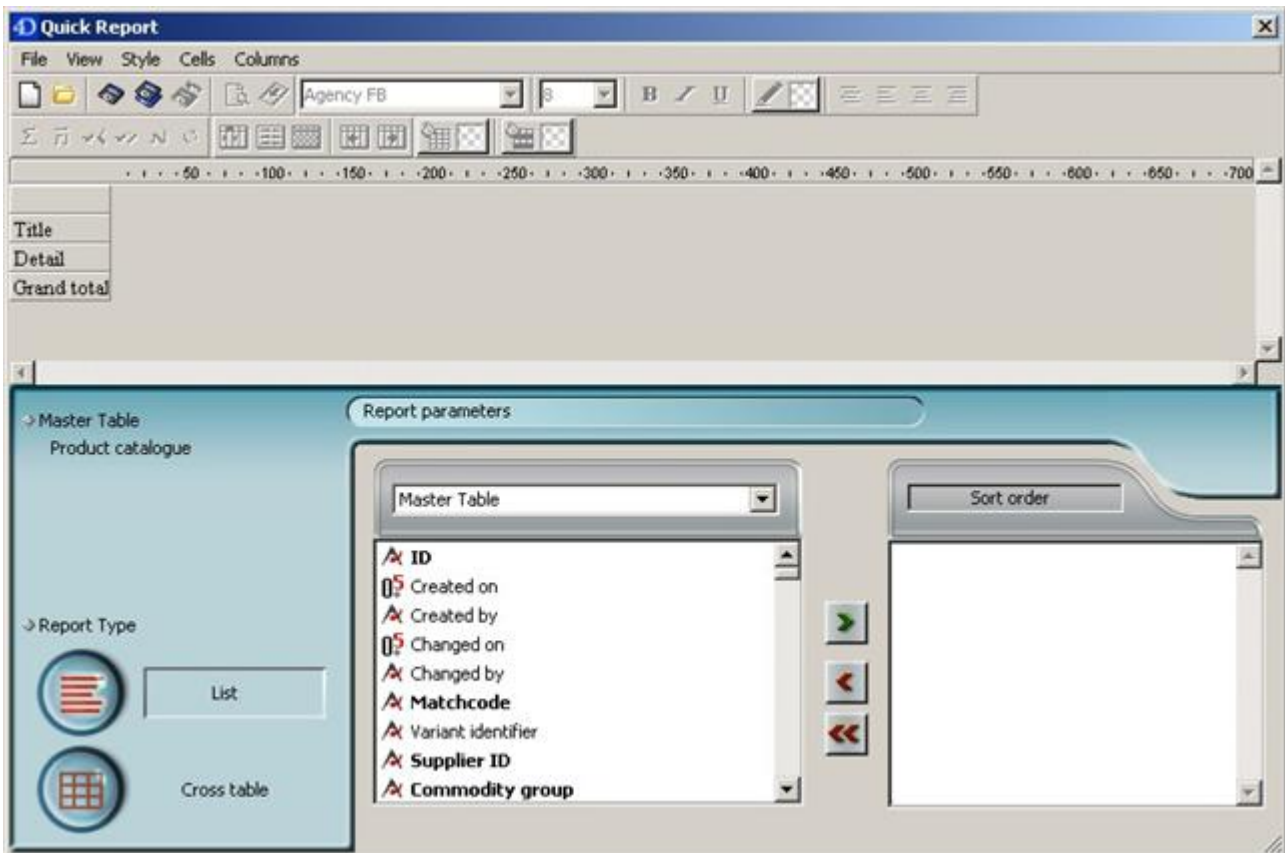 4D Quick Report
File View Style Cells Columns
Agency FB 8 B I U
50 100 150 200 250 300 350 400 450 500 550 600 650 700
Title
Detail
Grand total
Master Table
Product catalogue
Report parameters
Master Table
Sort order
ID
Created on
Created by
Changed on
Changed by
Matchcode
Variant identifier
Supplier ID
Commodity group
Report Type
List
Cross table